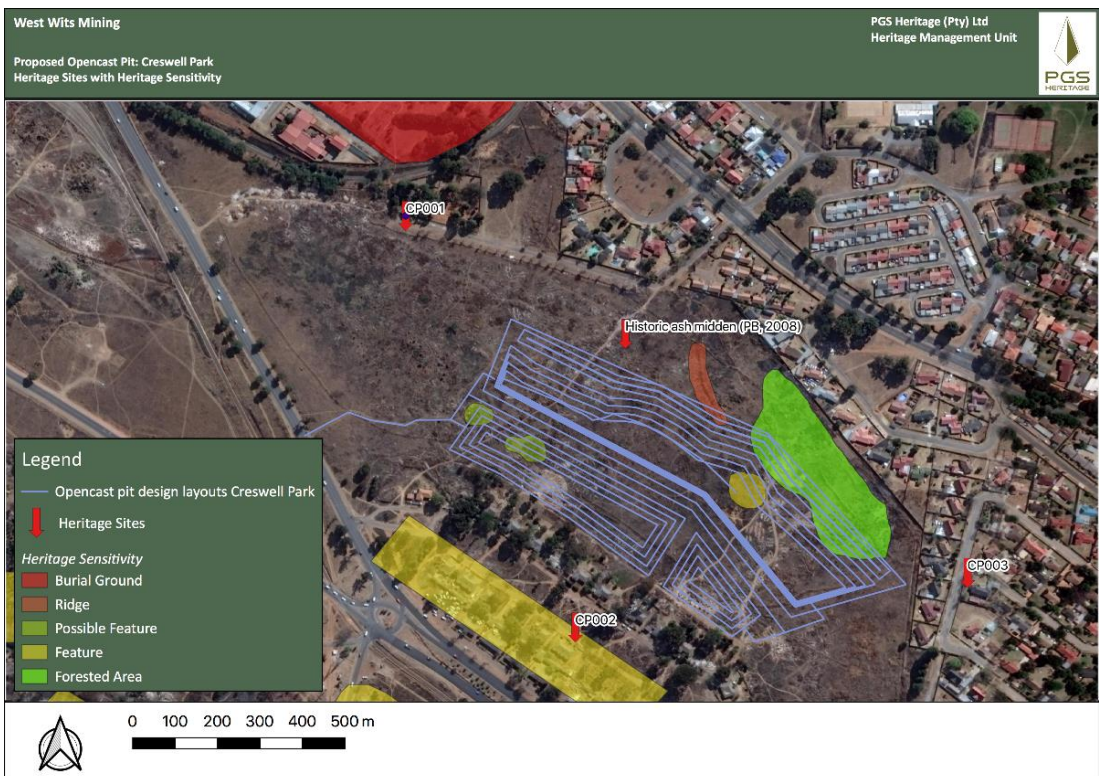 West Wits Mining
Proposed Opencast Pit: Creswell Park
Heritage Sites with Heritage Sensitivity
PGS Heritage (Pty) Ltd
Heritage Management Unit
PGS
HERITAGE
CP001
Historic ash midden (PB, 2008)
CP003
CP002
Legend
Opencast pit design layouts Creswell Park
Heritage Sites
Heritage Sensitivity
Burial Ground
Ridge
Possible Feature
Feature
Forested Area
0 100 200 300 400 500 m